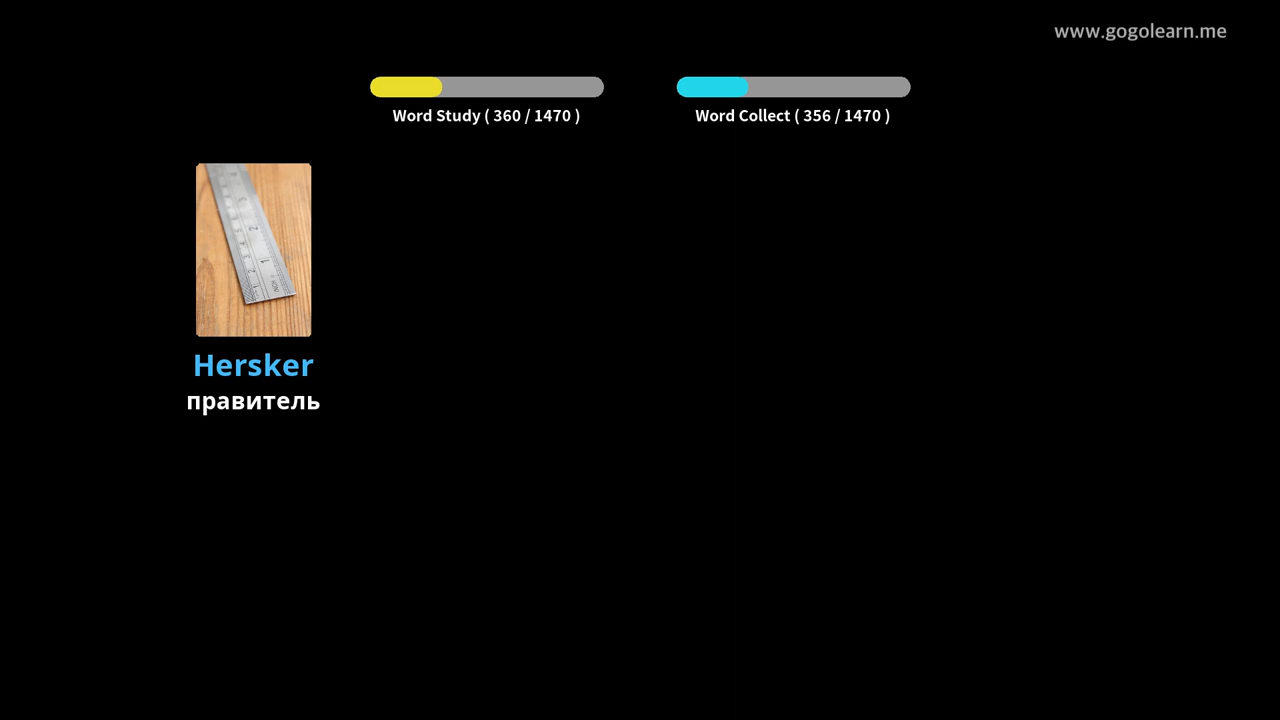 www.gogolearn.me
Word Study ( 360 / 1470 )
Word Collect ( 356 / 1470 )
Hersker
правитель